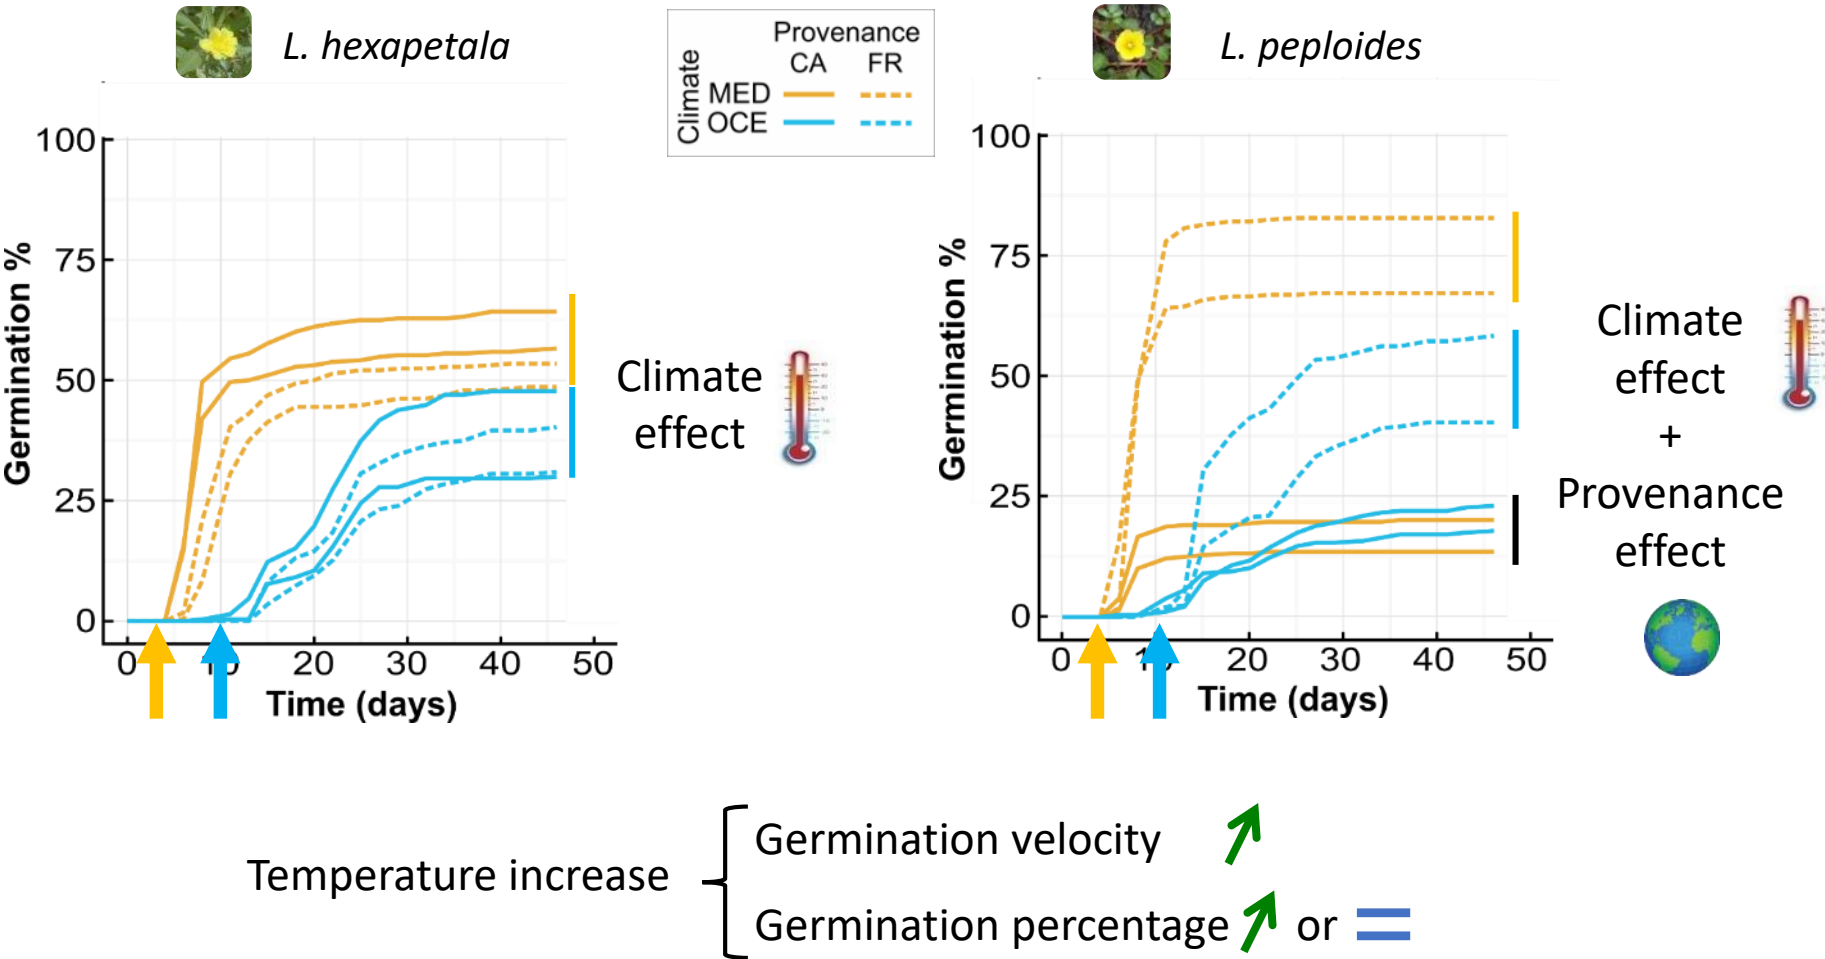 L. hexapetala
Provenance
CA FR
Climate
MED
OCE
L. peploides
100
75
50
25
0
Germination %
0 10 20 30 40 50
Time (days)
Climate
effect
100
75
50
25
0
Germination %
0 10 20 30 40 50
Time (days)
Climate
effect
+
Provenance
effect
Temperature increase
Germination velocity
Germination percentage or =